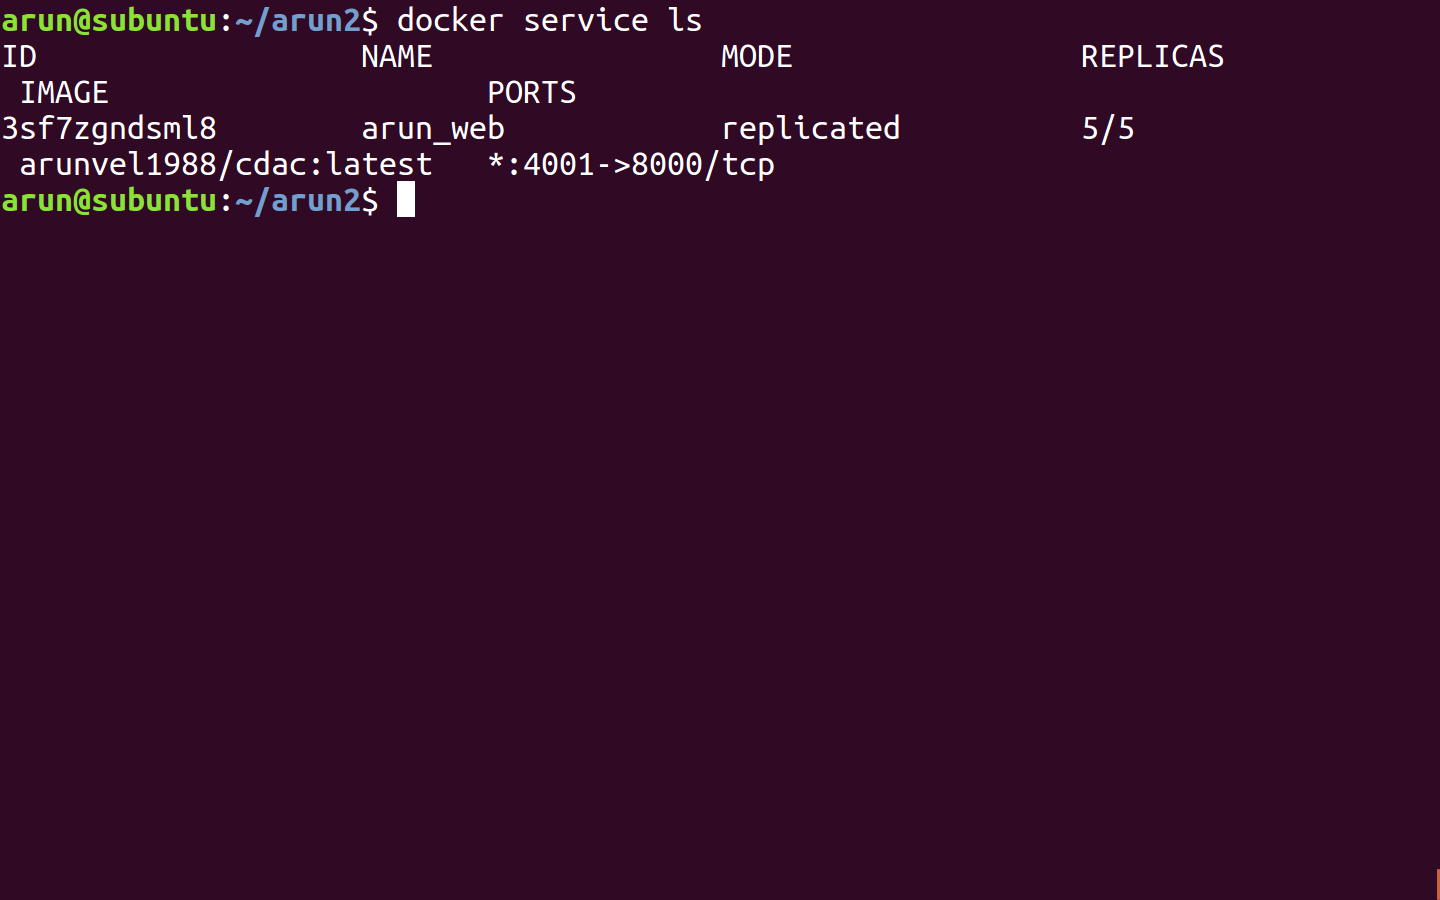 arun@subuntu:~/arun2$ docker service ls
ID                  NAME                MODE                REPLICAS
 IMAGE                     PORTS
3sf7zgndsml8        arun_web            replicated          5/5
 arunvel1988/cdac:latest   *:4001->8000/tcp
arun@subuntu:~/arun2$